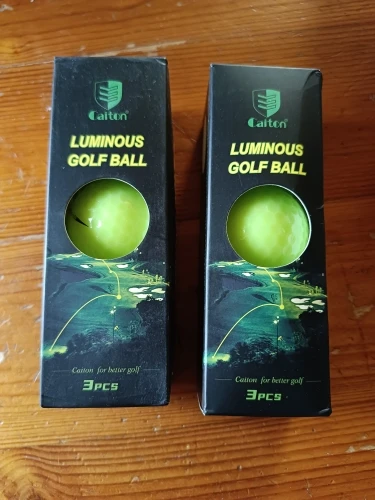 Caiton®
LUMINOUS
GOLF BALL
Caiton for better golf
3PCS
Caiton®
LUMINOUS
GOLF BALL
Caiton for better golf
3PCS